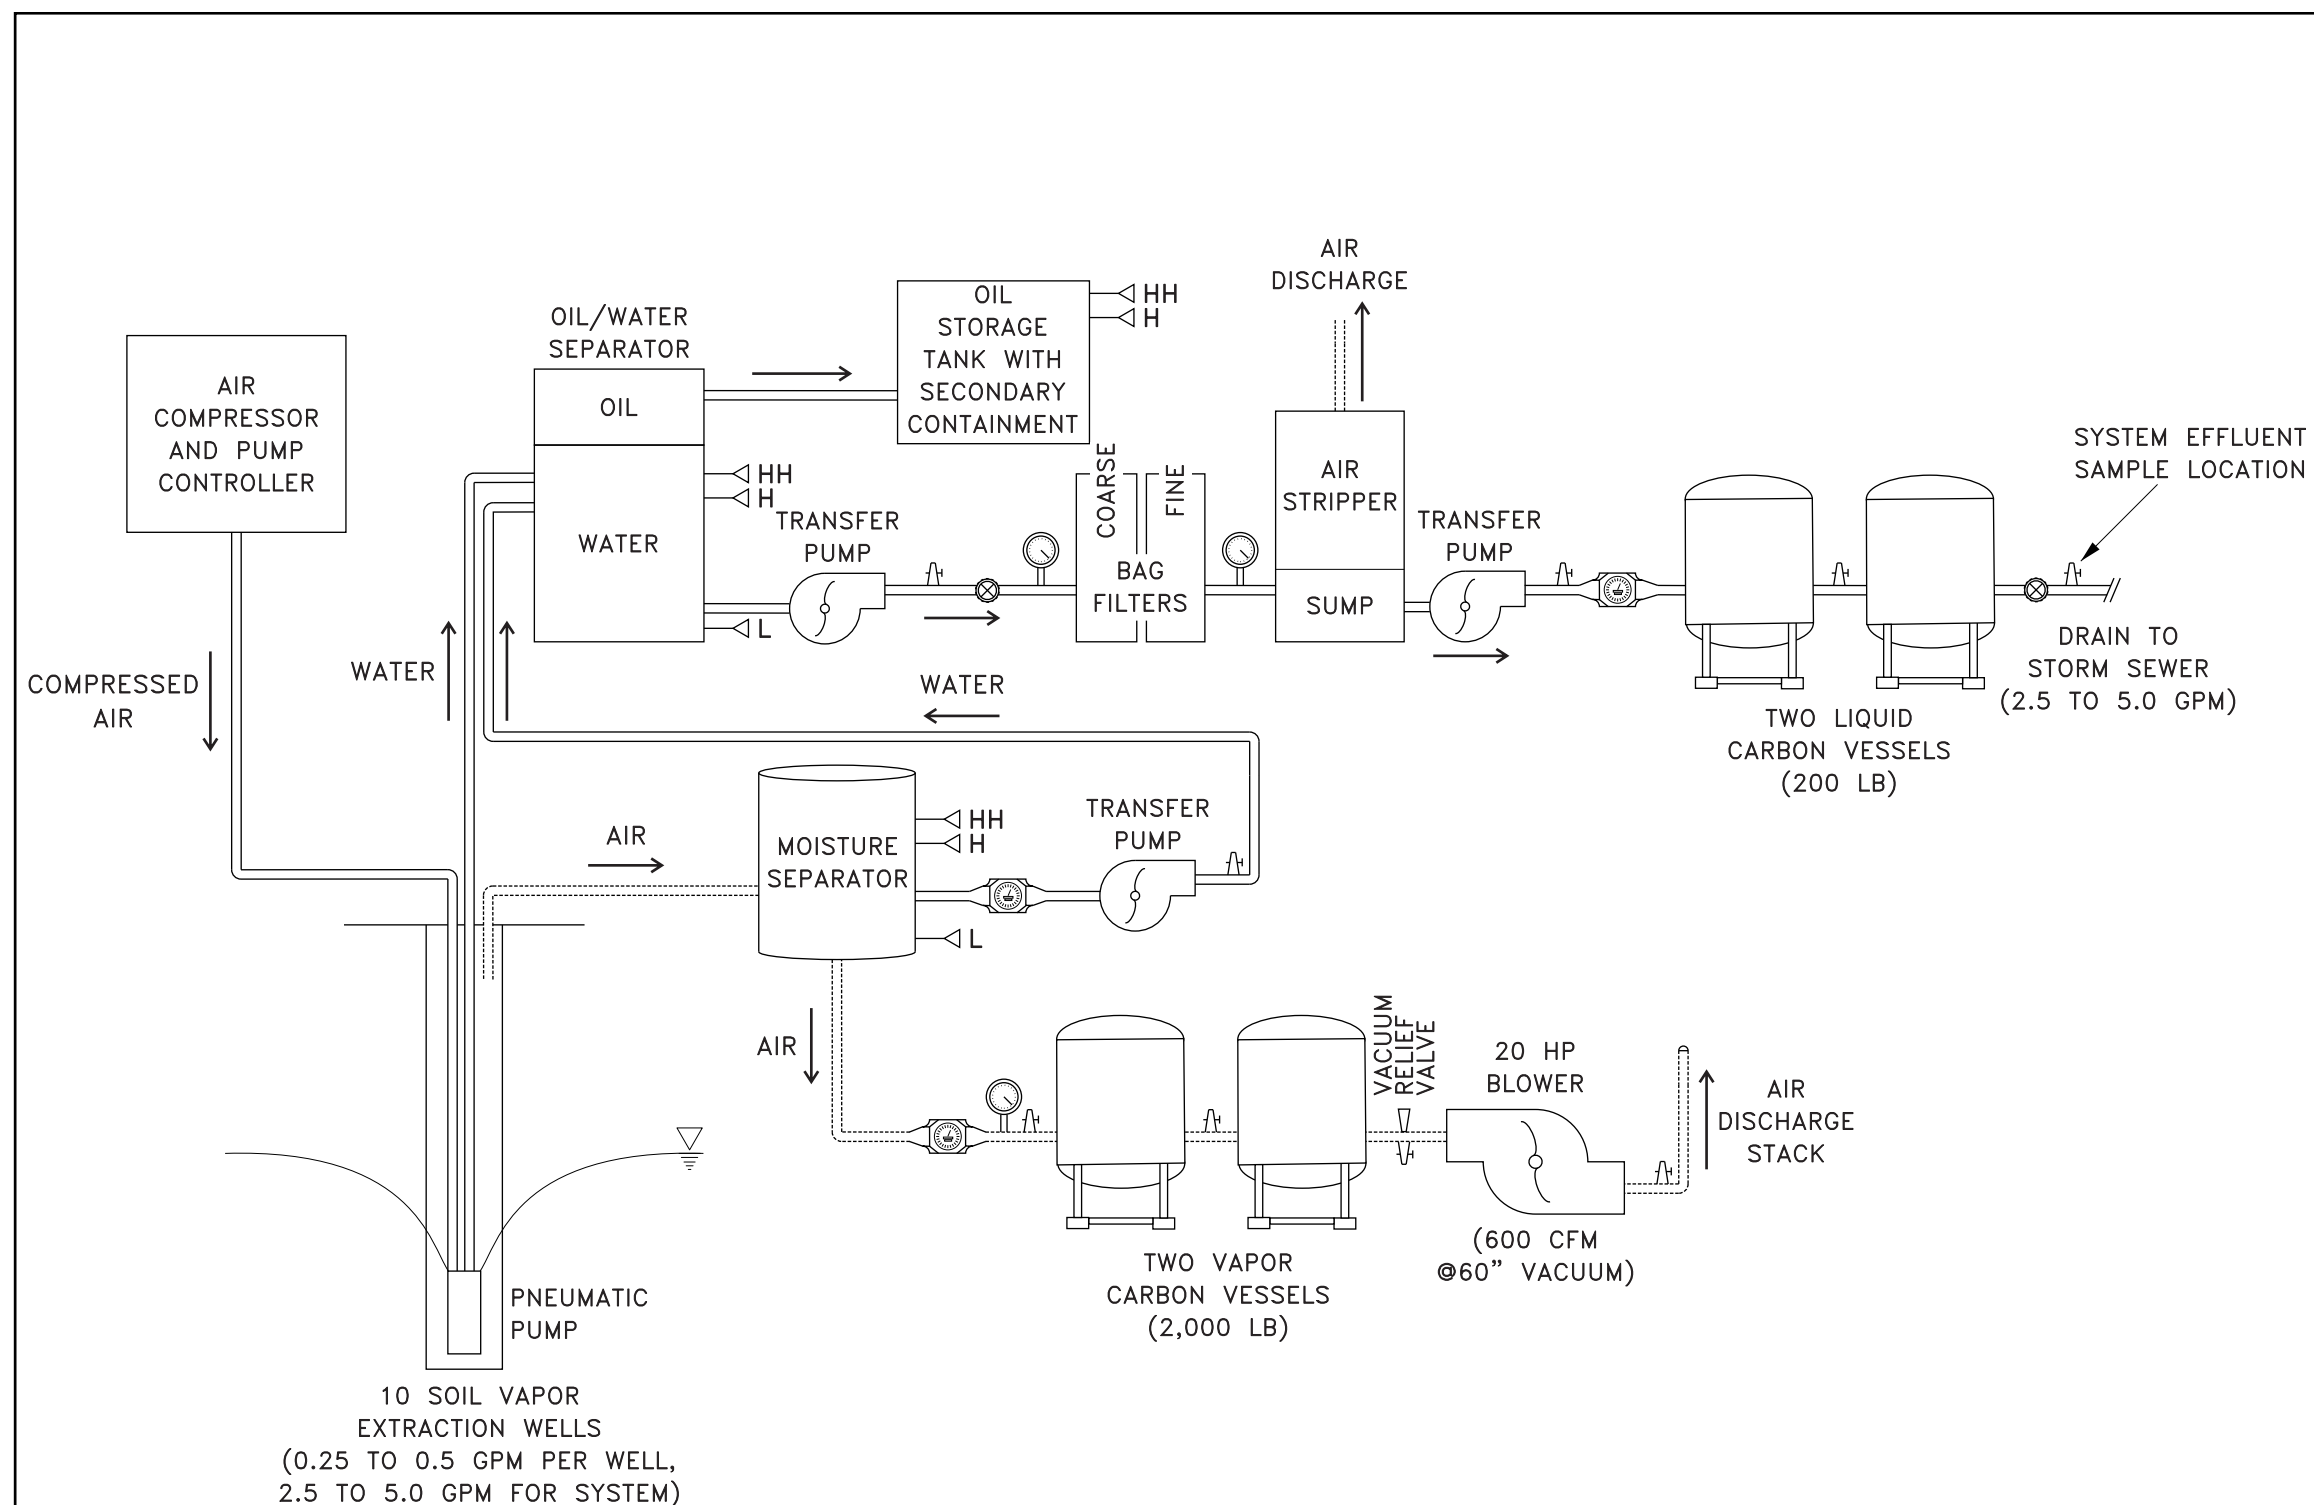 AIR
DISCHARGE
OIL/WATER
SEPARATOR
OIL
STORAGE
TANK WITH
SECONDARY
CONTAINMENT
HH
H
AIR
COMPRESSOR
AND PUMP
CONTROLLER
OIL
WATER
HH
H
L
TRANSFER
PUMP
COARSE
FINE
BAG
FILTERS
AIR
STRIPPER
SUMP
TRANSFER
PUMP
SYSTEM EFFLUENT
SAMPLE LOCATION
DRAIN TO
STORM SEWER
(2.5 TO 5.0 GPM)
TWO LIQUID
CARBON VESSELS
(200 LB)
COMPRESSED
AIR
WATER
WATER
AIR
MOISTURE
SEPARATOR
HH
H
L
TRANSFER
PUMP
AIR
VACUUM
RELIEF
VALVE
20 HP
BLOWER
(600 CFM
@60” VACUUM)
AIR
DISCHARGE
STACK
TWO VAPOR
CARBON VESSELS
(2,000 LB)
PNEUMATIC
PUMP
10 SOIL VAPOR
EXTRACTION WELLS
(0.25 TO 0.5 GPM PER WELL,
2.5 TO 5.0 GPM FOR SYSTEM)